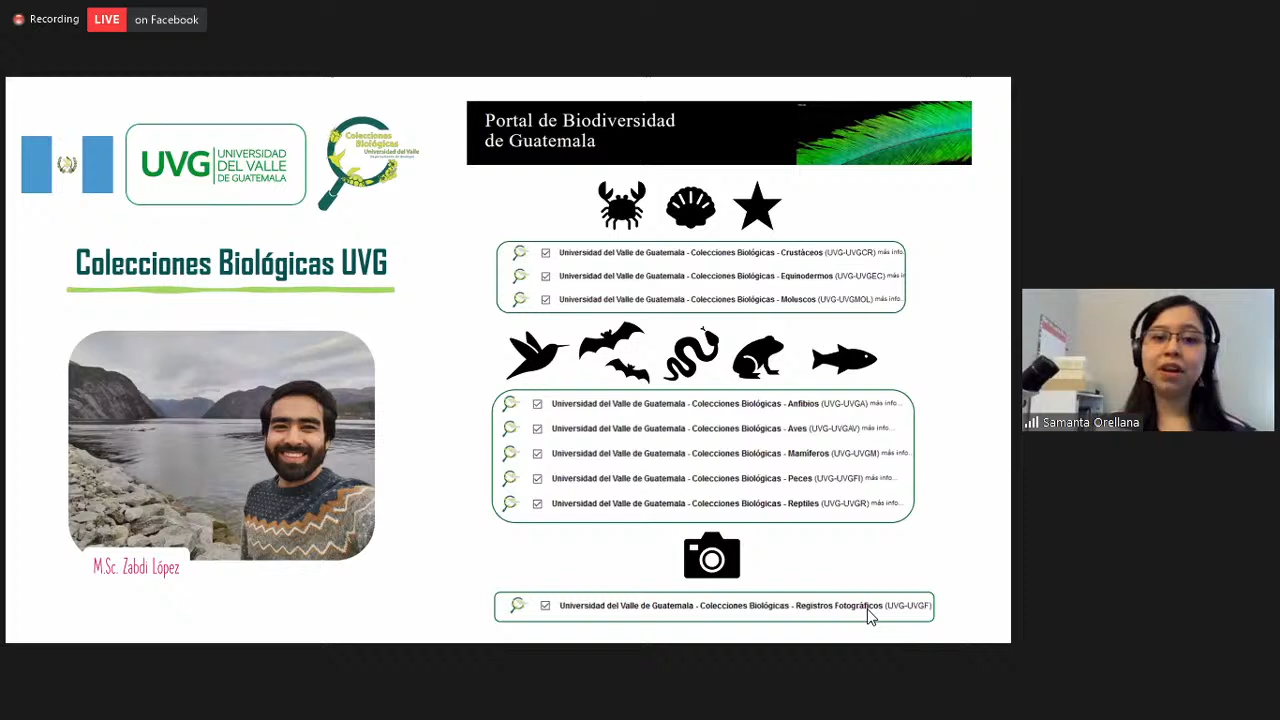 Recording
LIVE on Facebook
UVG UNIVERSIDAD
DEL VALLE
DE GUATEMALA
Colecciones
Biológicas
Universidad del Valle
Colecciones Biológicas UVG
M.Sc. Zabdi López
Portal de Biodiversidad
de Guatemala
Universidad del Valle de Guatemala - Colecciones Biológicas - Crustáceos (UVG-UVGCR) más info...
Universidad del Valle de Guatemala - Colecciones Biológicas - Equinodermos (UVG-UVGEC) más in
Universidad del Valle de Guatemala - Colecciones Biológicas - Moluscos (UVG-UVGMOL) más info...
Universidad del Valle de Guatemala - Colecciones Biológicas - Anfibios (UVG-UVGA) más info...
Universidad del Valle de Guatemala - Colecciones Biológicas - Aves (UVG-UVGAV) más info...
Universidad del Valle de Guatemala - Colecciones Biológicas - Mamíferos (UVG-UVGM) más info...
Universidad del Valle de Guatemala - Colecciones Biológicas - Peces (UVG-UVGFI) más info...
Universidad del Valle de Guatemala - Colecciones Biológicas - Reptiles (UVG-UVGR) más info...
Universidad del Valle de Guatemala - Colecciones Biológicas - Registros Fotográficos (UVG-UVGF)
Samanta Orellana